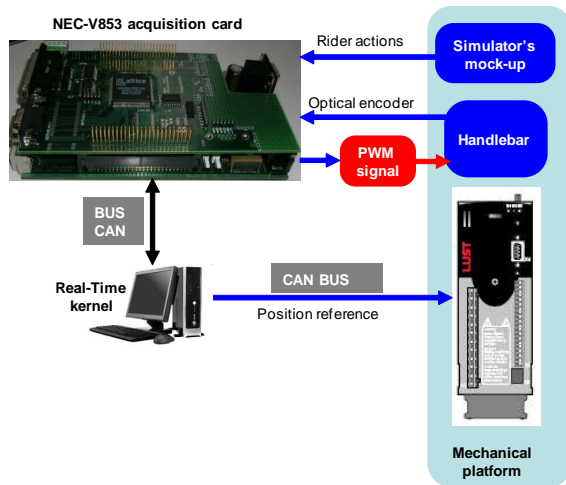 NEC-V853 acquisition card
Rider actions
Simulator's
mock-up
Optical encoder
Handlebar
PWM
signal
Lattice
BUS
CAN
LUST
Real-Time
kernel
CAN BUS
Position reference
Mechanical
platform